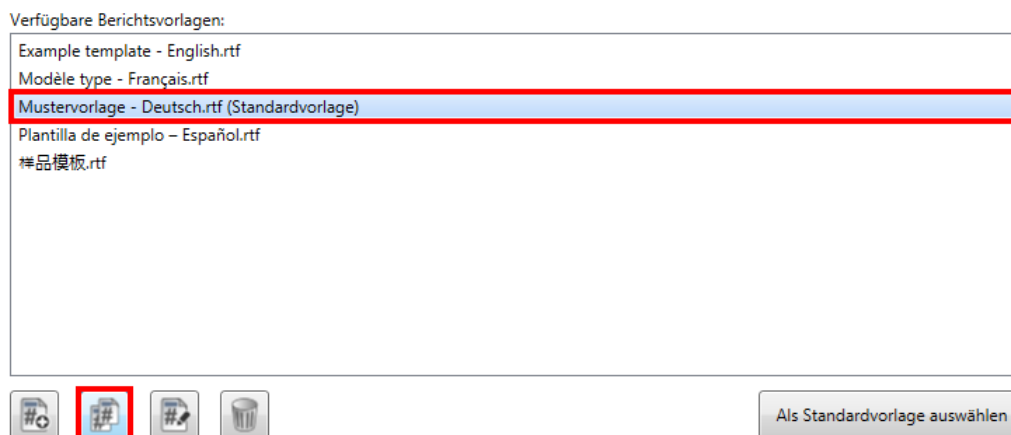 Verfügbare Berichtsvorlagen:
Example template - English.rtf
Modèle type - Français.rtf
Mustervorlage - Deutsch.rtf (Standardvorlage)
Plantilla de ejemplo – Español.rtf
样品模板.rtf
Als Standardvorlage auswählen